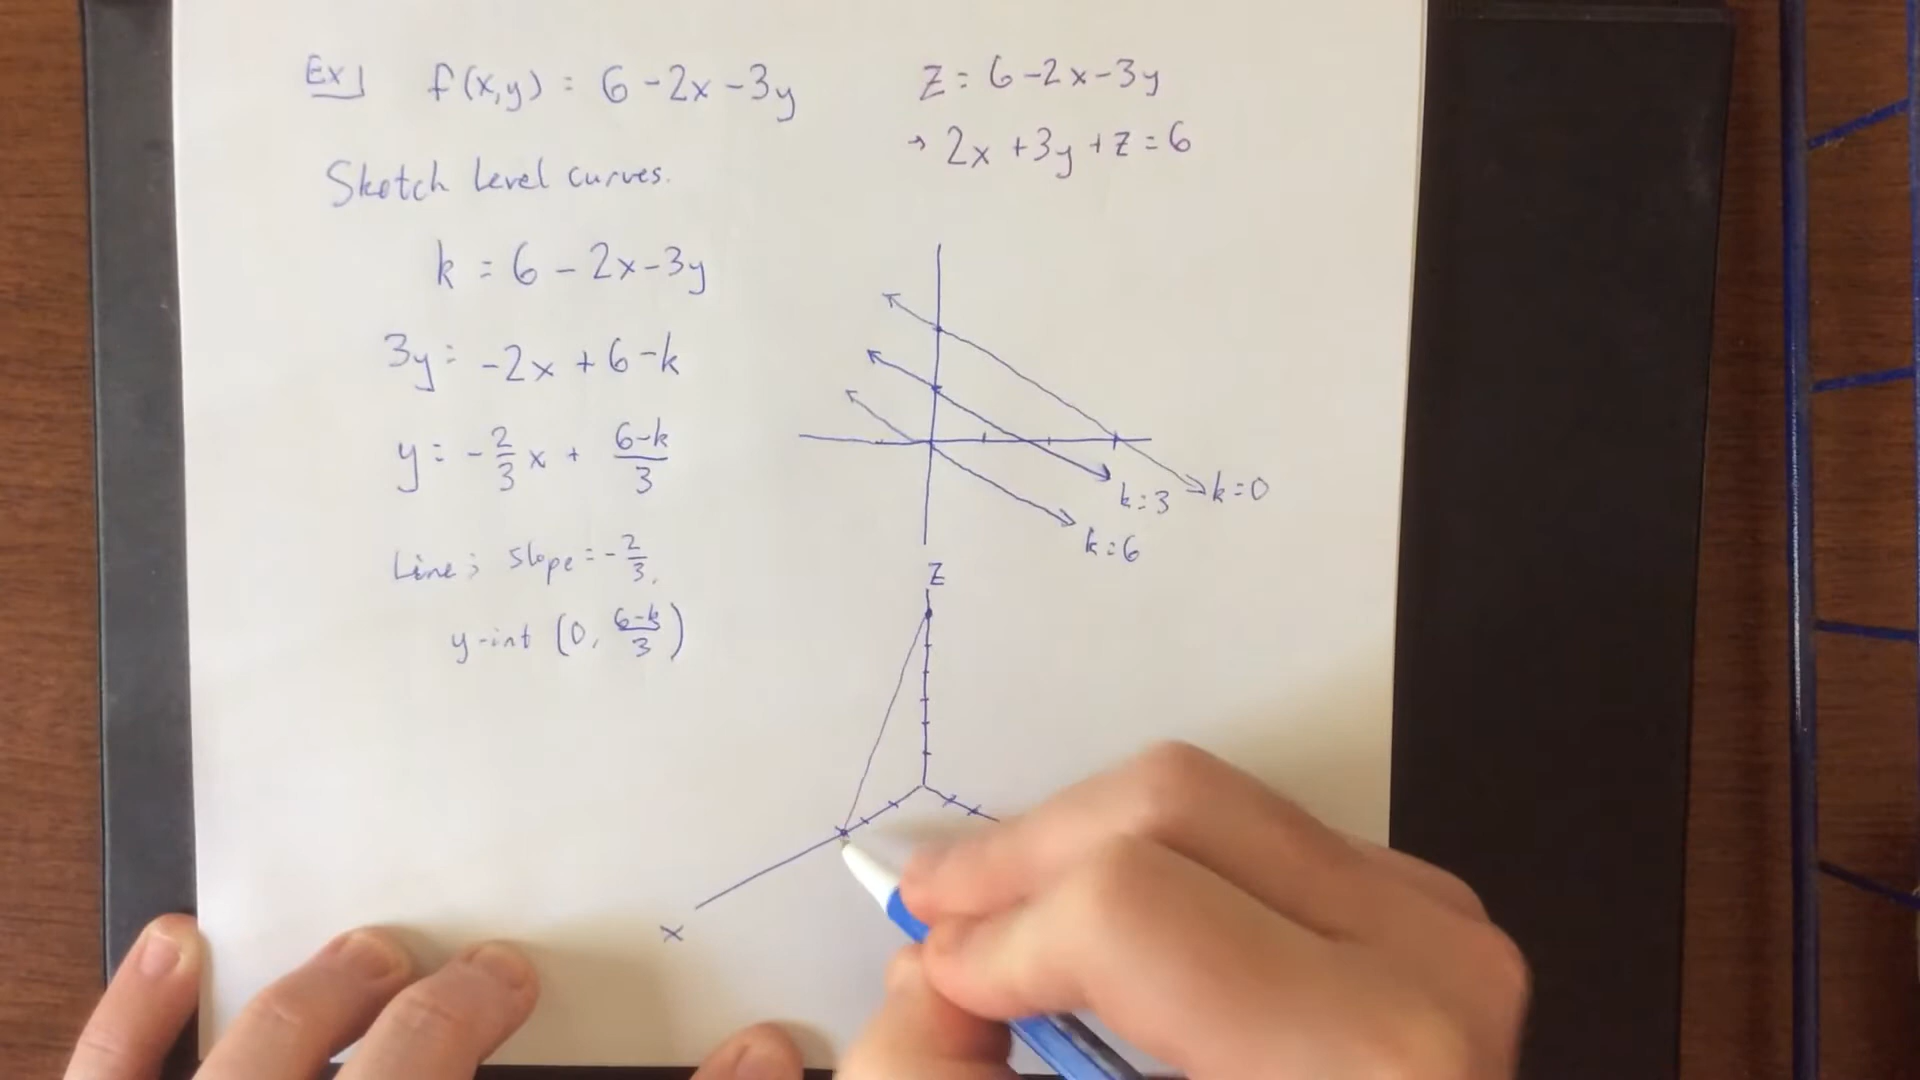 Ex] f(x,y) = 6-2x-3y
Sketch level curves.
k = 6 - 2x-3y
3y = -2x + 6-k
y = -2/3 x + (6-k)/3
Line; slope = -2/3,
y-int (0, (6-k)/3)
z = 6-2x-3y
→ 2x +3y +z = 6
k=3
k=0
k=6
z
x